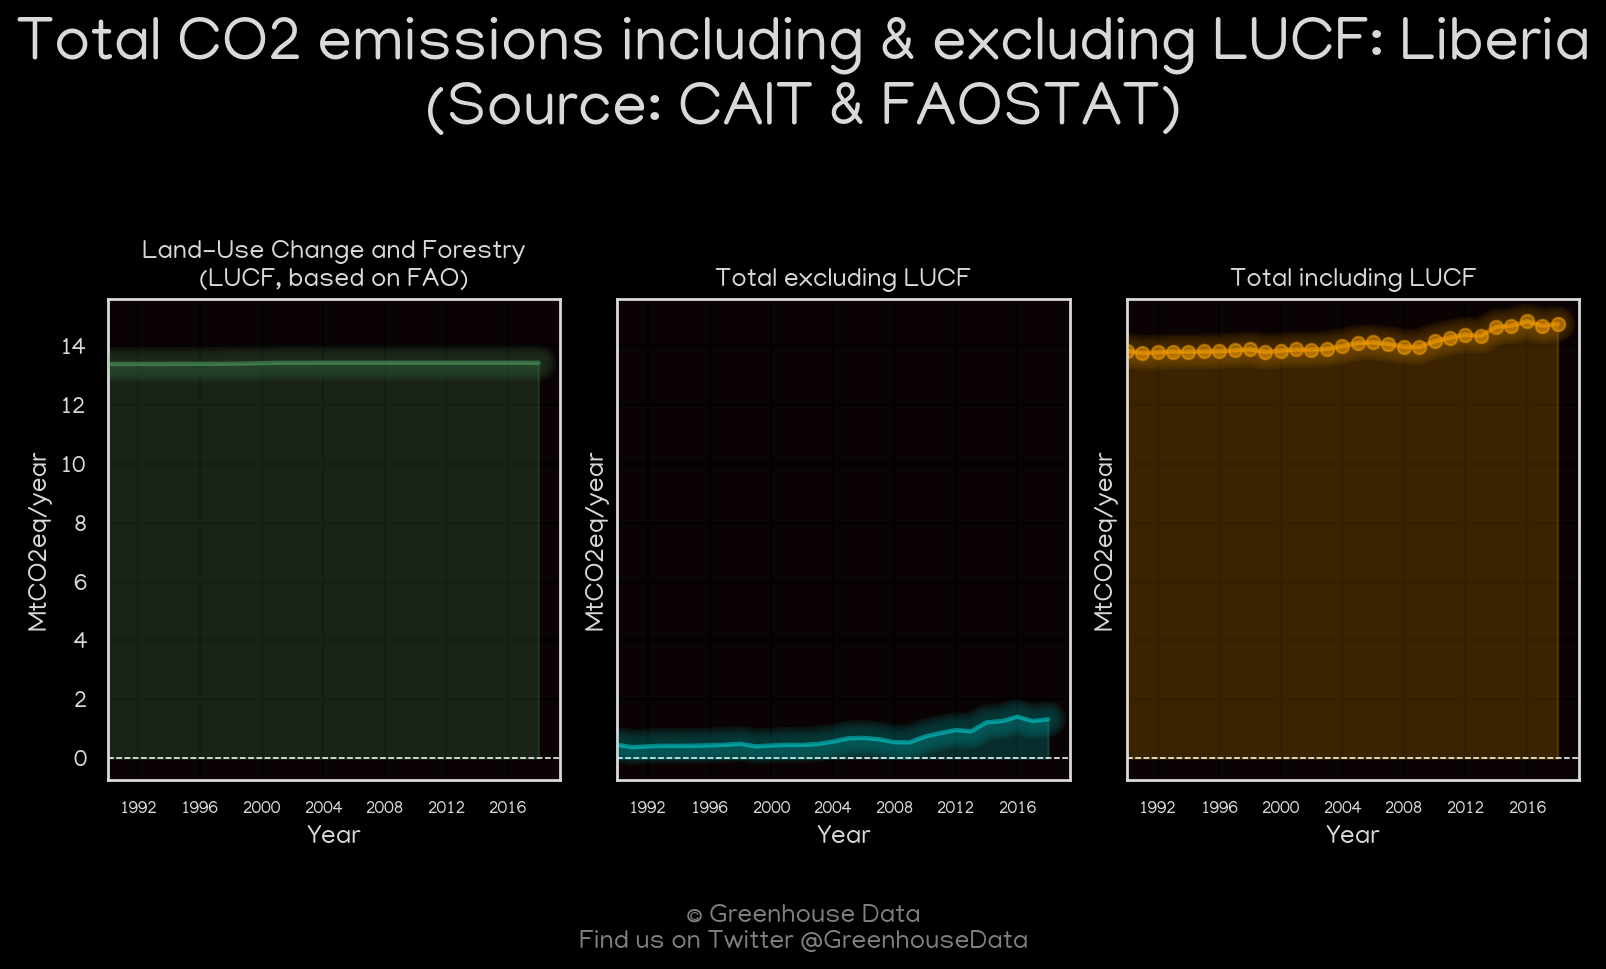 Total CO2 emissions including & excluding LUCF: Liberia
(Source: CAIT & FAOSTAT)
Land-Use Change and Forestry
(LUCF, based on FAO)
MtCO2eq/year
14
12
10
8
6
4
2
0
1992 1996 2000 2004 2008 2012 2016
Year
Total excluding LUCF
MtCO2eq/year
1992 1996 2000 2004 2008 2012 2016
Year
Total including LUCF
MtCO2eq/year
1992 1996 2000 2004 2008 2012 2016
Year
© Greenhouse Data
Find us on Twitter @GreenhouseData